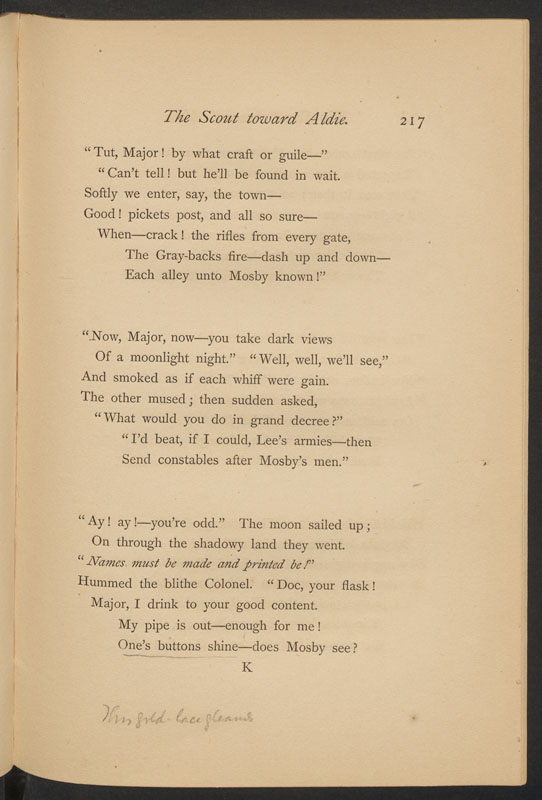 The Scout toward Aldie. 217
“Tut, Major! by what craft or guile—”
“Can’t tell! but he’ll be found in wait.
Softly we enter, say, the town—
Good! pickets post, and all so sure—
When—crack! the rifles from every gate,
The Gray-backs fire—dash up and down—
Each alley unto Mosby known!”
“Now, Major, now—you take dark views
Of a moonlight night.” “Well, well, we’ll see,”
And smoked as if each whiff were gain.
The other mused; then sudden asked,
“What would you do in grand decree?”
“I’d beat, if I could, Lee’s armies—then
Send constables after Mosby’s men.”
“Ay! ay!—you’re odd.” The moon sailed up;
On through the shadowy land they went.
“Names must be made and printed be!”
Hummed the blithe Colonel. “Doc, your flask!
Major, I drink to your good content.
My pipe is out—enough for me!
One’s buttons shine—does Mosby see?
K
This gold-lace gleams